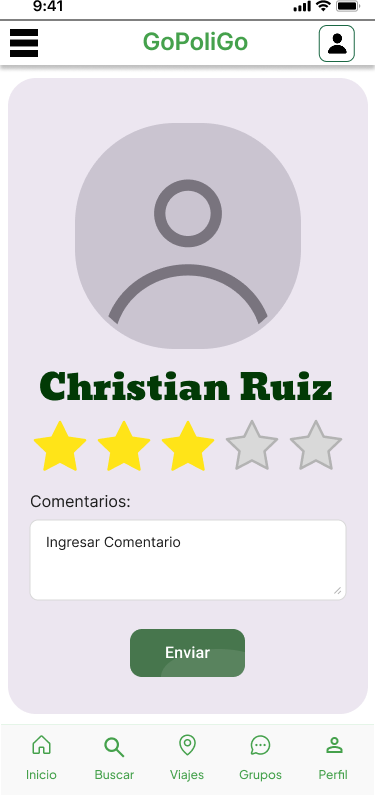 9:41
GoPoliGo
Christian Ruiz
Comentarios:
Ingresar Comentario
Enviar
Inicio Buscar Viajes Grupos Perfil